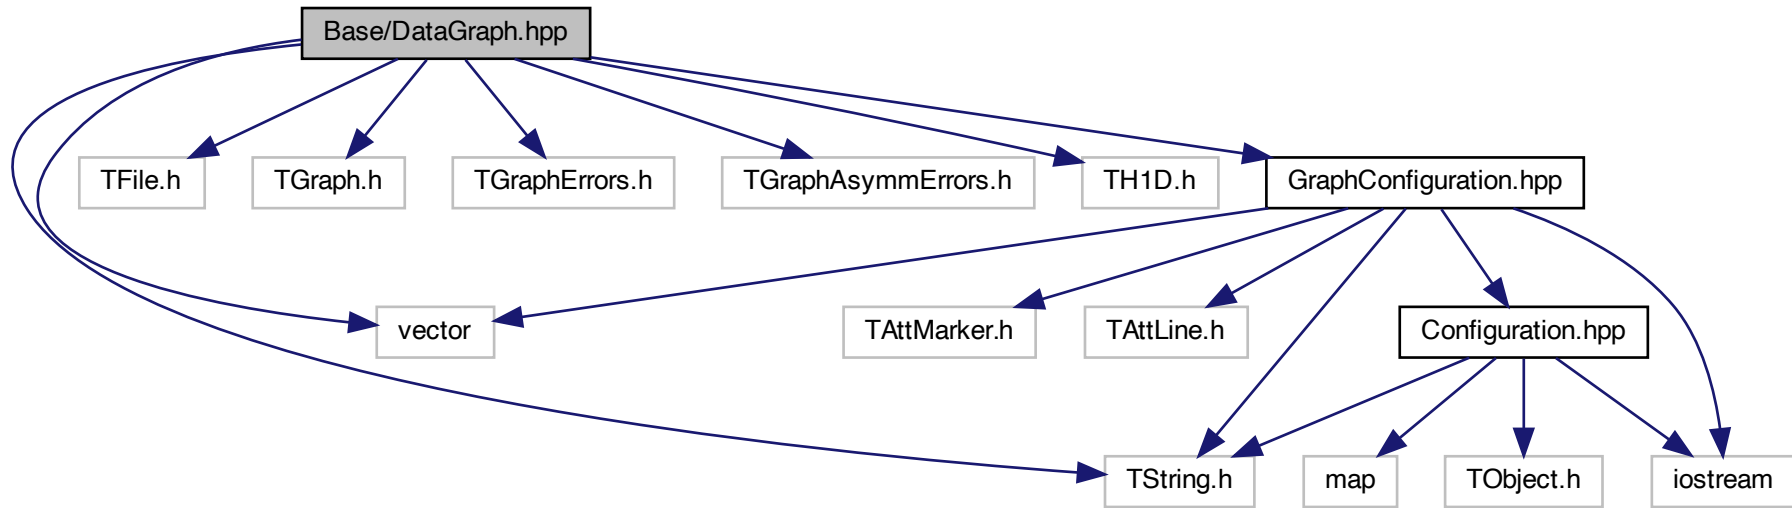 Base/DataGraph.hpp
TFile.h
TGraph.h
TGraphErrors.h
TGraphAsymmErrors.h
TH1D.h
GraphConfiguration.hpp
vector
TAttMarker.h
TAttLine.h
Configuration.hpp
TString.h
map
TObject.h
iostream